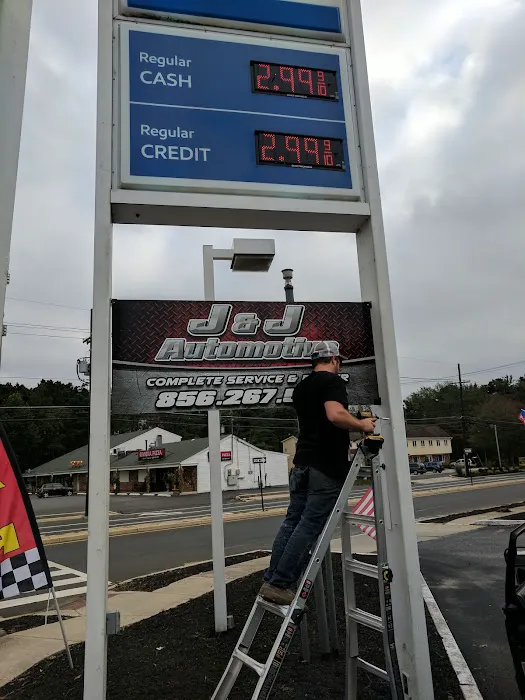 Regular
CASH
2.99 9/10
Regular
CREDIT
2.99 9/10
J & J
Automotive
COMPLETE SERVICE &
856.267.